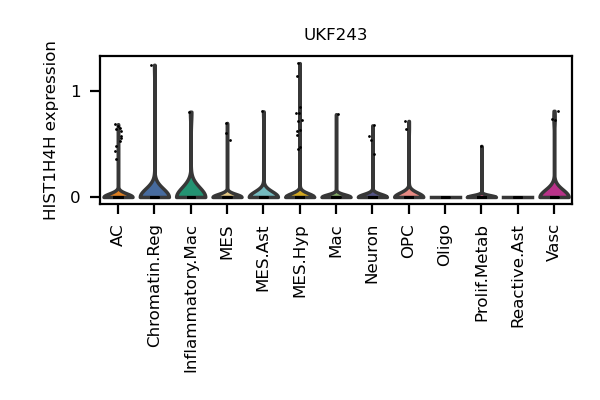 UKF243
HIST1H4H expression
1
0
AC
Chromatin.Reg
Inflammatory.Mac
MES
MES.Ast
MES.Hyp
Mac
Neuron
OPC
Oligo
Prolif.Metab
Reactive.Ast
Vasc